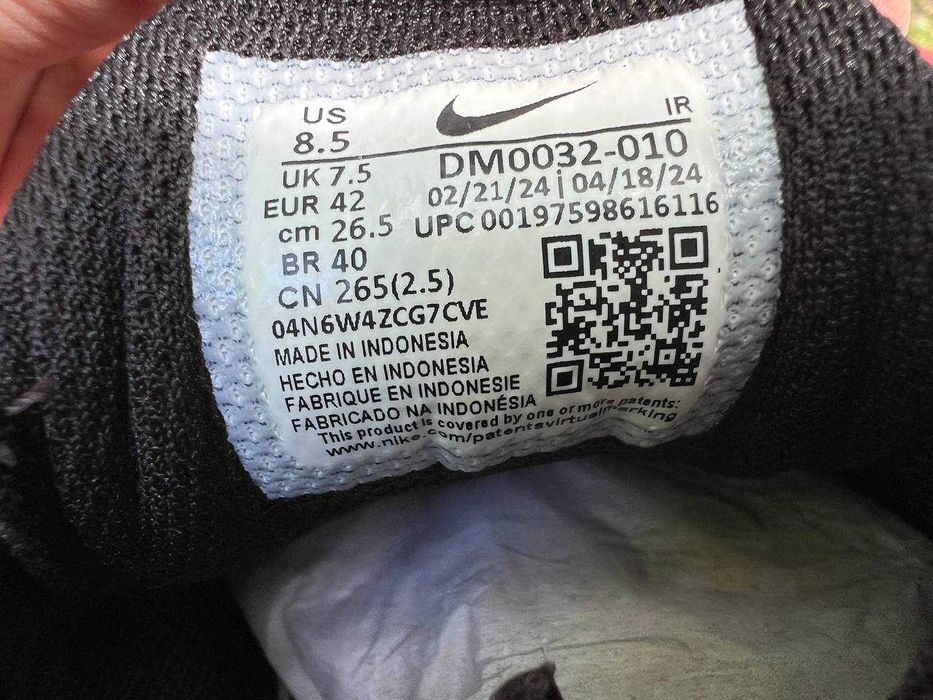 US
8.5
UK 7.5
EUR 42
cm 26.5
BR 40
CN 265(2.5)
IR
DM0032-010
02/21/24 | 04/18/24
UPC 00197598616116
04N6W4ZCG7CVE
MADE IN INDONESIA
HECHO EN INDONESIA
FABRIQUE EN INDONESIE
FABRICADO NA INDONÉSIA
This product is covered by one or more patents:
www.nike.com/patentsvirtualmarking